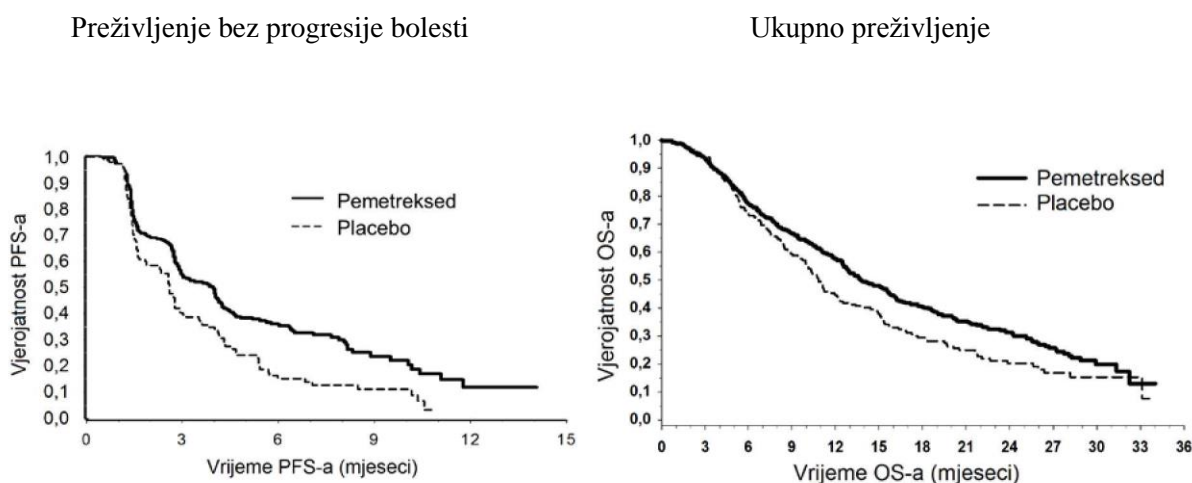 Preživljenje bez progresije bolesti
Ukupno preživljenje
Vjerojatnost PFS-a
1,0
0,9
0,8
0,7
0,6
0,5
0,4
0,3
0,2
0,1
0,0
Pemetreksed
Placebo
0 3 6 9 12 15
Vrijeme PFS-a (mjeseci)
Vjerojatnost OS-a
1,0
0,9
0,8
0,7
0,6
0,5
0,4
0,3
0,2
0,1
0,0
Pemetreksed
Placebo
0 3 6 9 12 15 18 21 24 27 30 33 36
Vrijeme OS-a (mjeseci)